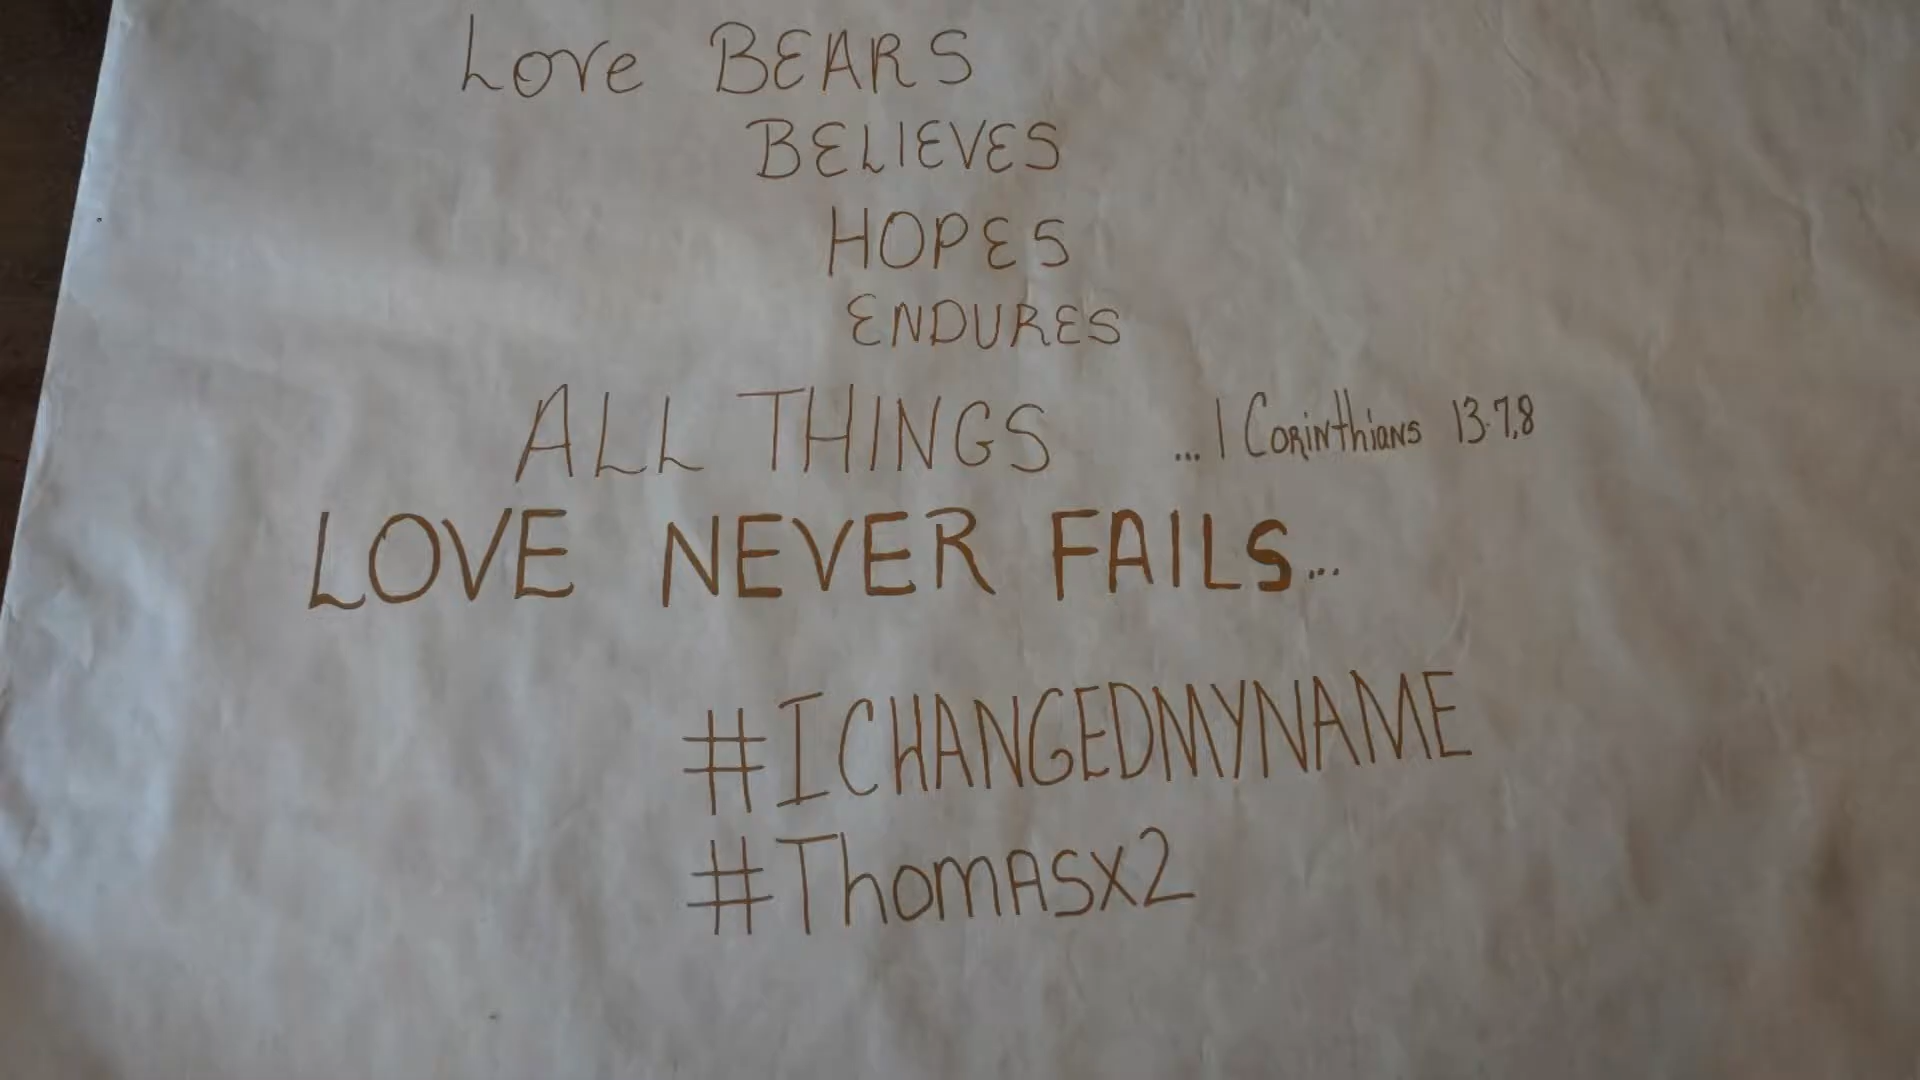 Love BEARS
BELIEVES
HOPES
ENDURES
ALL THINGS ...1 Corinthians 13:7,8
LOVE NEVER FAILS...
#ICHANGEDMYNAME
#ThomASx2